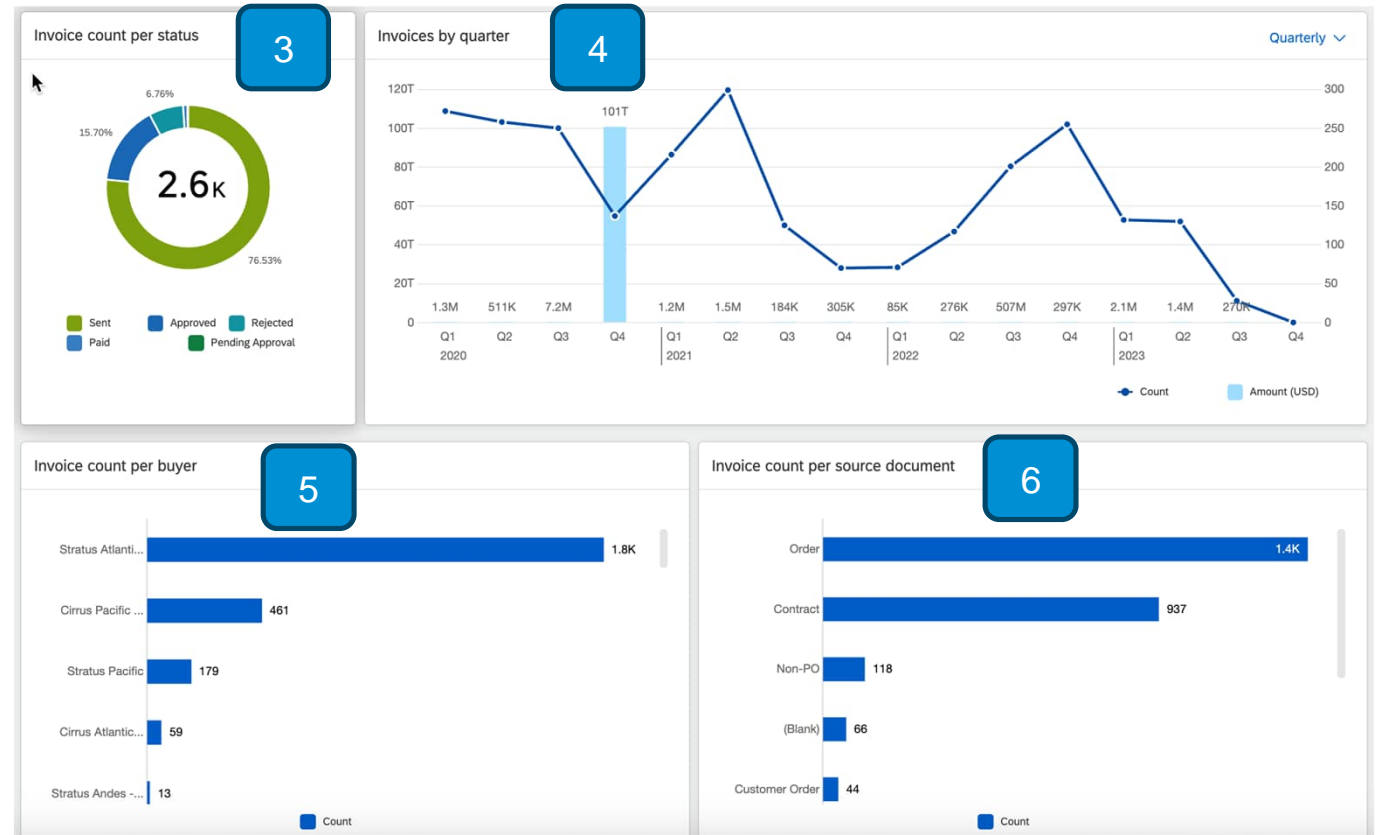 Invoice count per status
3
6.76%
15.70%
2.6K
76.53%
Sent Approved Rejected
Paid Pending Approval
Invoices by quarter
4
Quarterly
120T 300
101T
100T 250
80T 200
60T 150
40T 100
20T 50
1.3M 511K 7.2M 1.2M 1.5M 184K 305K 85K 276K 507M 297K 2.1M 1.4M 270K
0 0
Q1 Q2 Q3 Q4 Q1 Q2 Q3 Q4 Q1 Q2 Q3 Q4 Q1 Q2 Q3 Q4
2020 2021 2022 2023
Count Amount (USD)
Invoice count per buyer
5
Stratus Atlanti... 1.8K
Cirrus Pacific ... 461
Stratus Pacific 179
Cirrus Atlantic... 59
Stratus Andes -... 13
Count
Invoice count per source document
6
Order 1.4K
Contract 937
Non-PO 118
(Blank) 66
Customer Order 44
Count